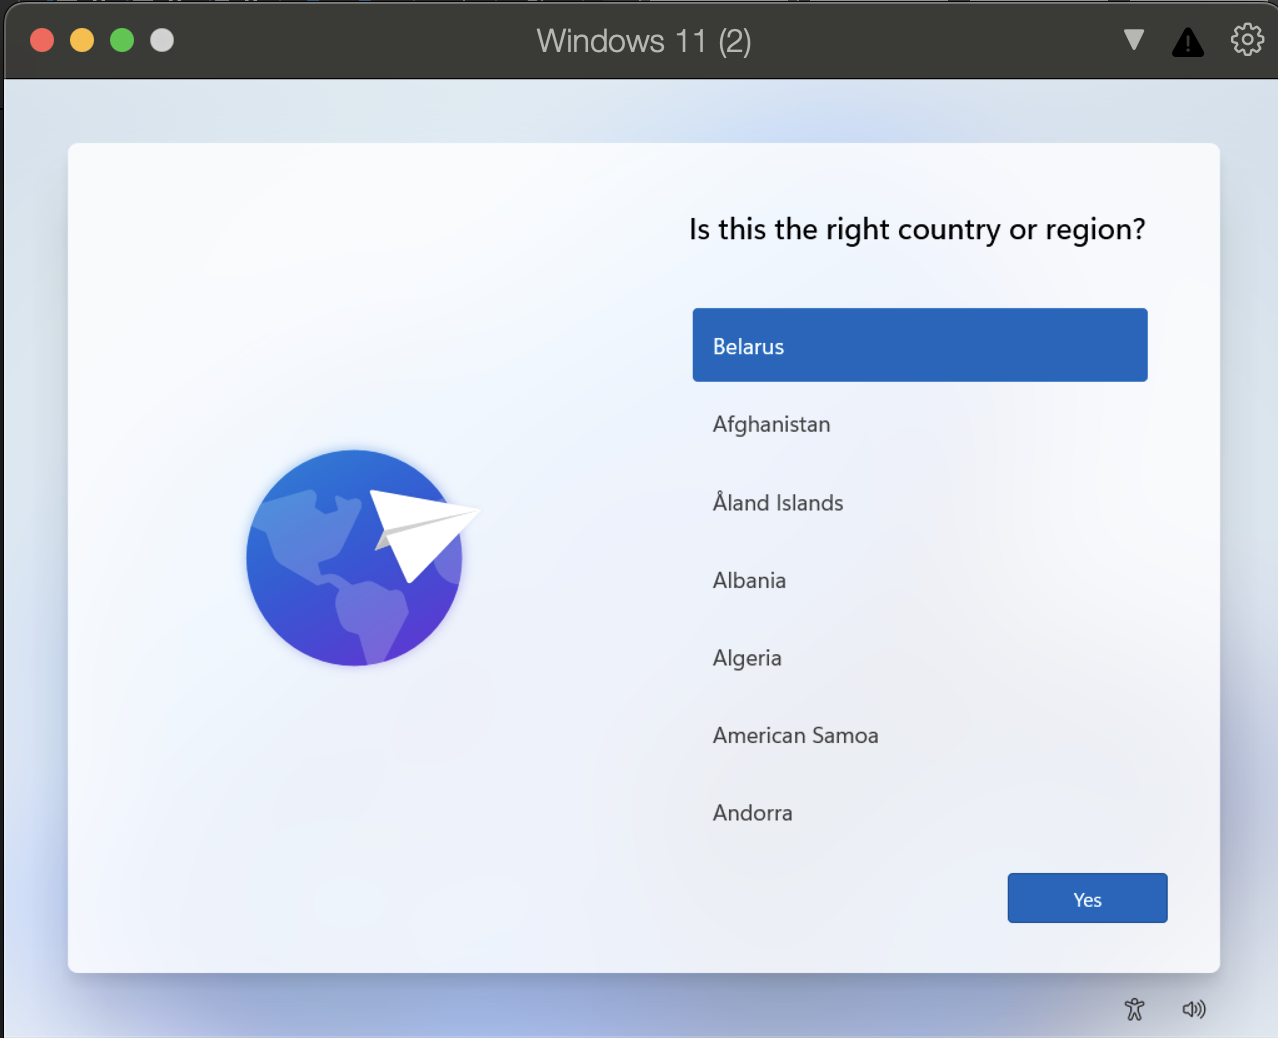 Windows 11 (2)
Is this the right country or region?
Belarus
Afghanistan
Åland Islands
Albania
Algeria
American Samoa
Andorra
Yes